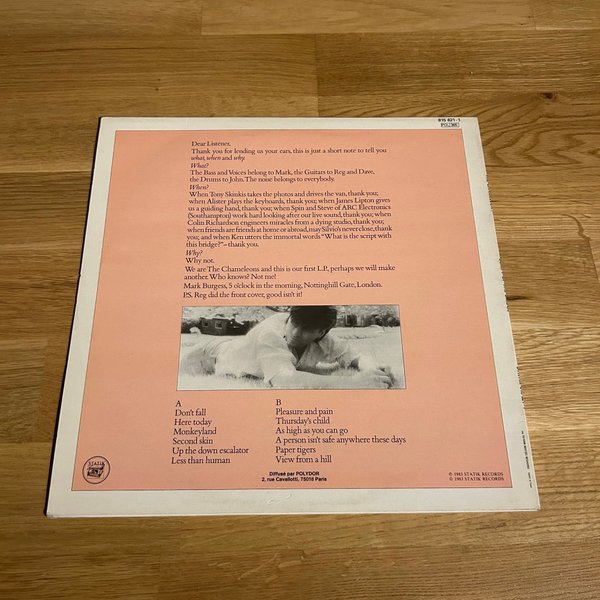 815 621-1
Dear Listener,
Thank you for lending us your ears, this is just a short note to tell you
what, when and why.
What?
The Bass and Voices belong to Mark, the Guitars to Reg and Dave,
the Drums to John. The noise belongs to everybody.
When?
When Tony Skinkis takes the photos and drives the van, thank you;
when Alister plays the keyboards, thank you; when James Lipton gives
us a guiding hand, thank you; when Spin and Steve of ARC Electronics
(Southampton) work hard looking after our live sound, thank you; when
Colin Richardson engineers miracles from a dying studio, thank you;
when friends are friends at home or abroad, may Silvio's never close, thank
you; and when Ken utters the immortal words “What is the script with
this bridge?” – thank you.
Why?
Why not.
We are The Chameleons and this is our first L.P., perhaps we will make
another. Who knows? Not me!
Mark Burgess, 5 o'clock in the morning, Nottinghill Gate, London.
P.S. Reg did the front cover, good isn't it!
A
Don't fall
Here today
Monkeyland
Second skin
Up the down escalator
Less than human
B
Pleasure and pain
Thursday's child
As high as you can go
A person isn't safe anywhere these days
Paper tigers
View from a hill
STATIK
Diffusé par POLYDOR
2, rue Cavallotti, 75018 Paris
℗ 1983 STATIK RECORDS
© 1983 STATIK RECORDS